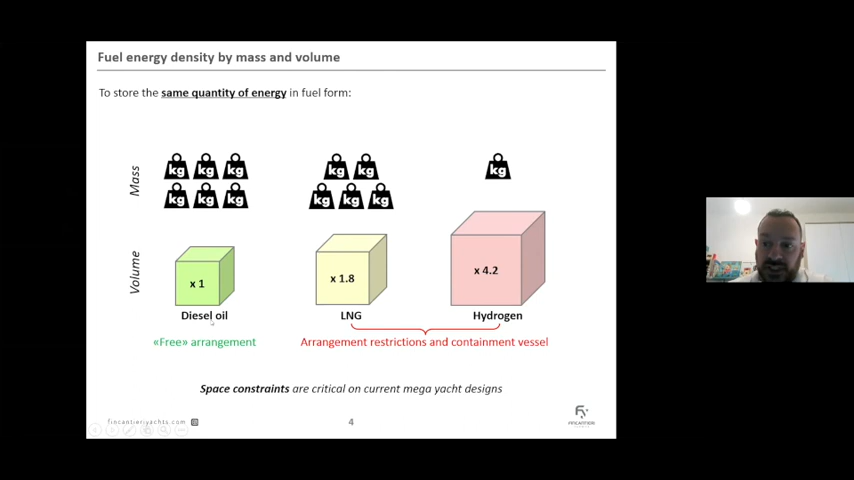 Fuel energy density by mass and volume
To store the same quantity of energy in fuel form:
Mass
kg kg kg
kg kg kg
kg kg
kg kg kg
kg
Volume
x 1
x 1.8
x 4.2
Diesel oil
LNG
Hydrogen
«Free» arrangement
Arrangement restrictions and containment vessel
Space constraints are critical on current mega yacht designs
fincantieriyachts.com
4
FINCANTIERI